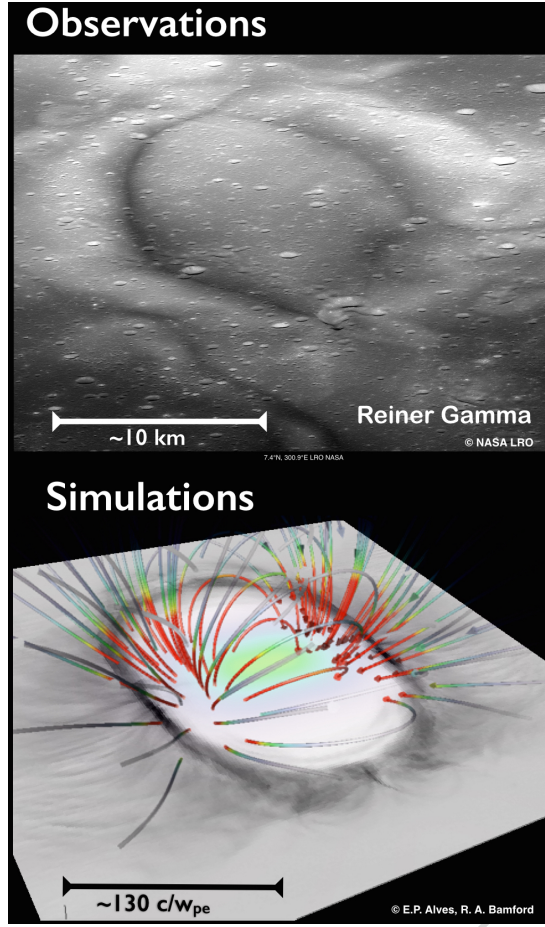 Observations
~10 km
Reiner Gamma
© NASA LRO
7.4°N, 300.9°E LRO NASA
Simulations
~130 c/wpe
© E.P. Alves, R. A. Bamford